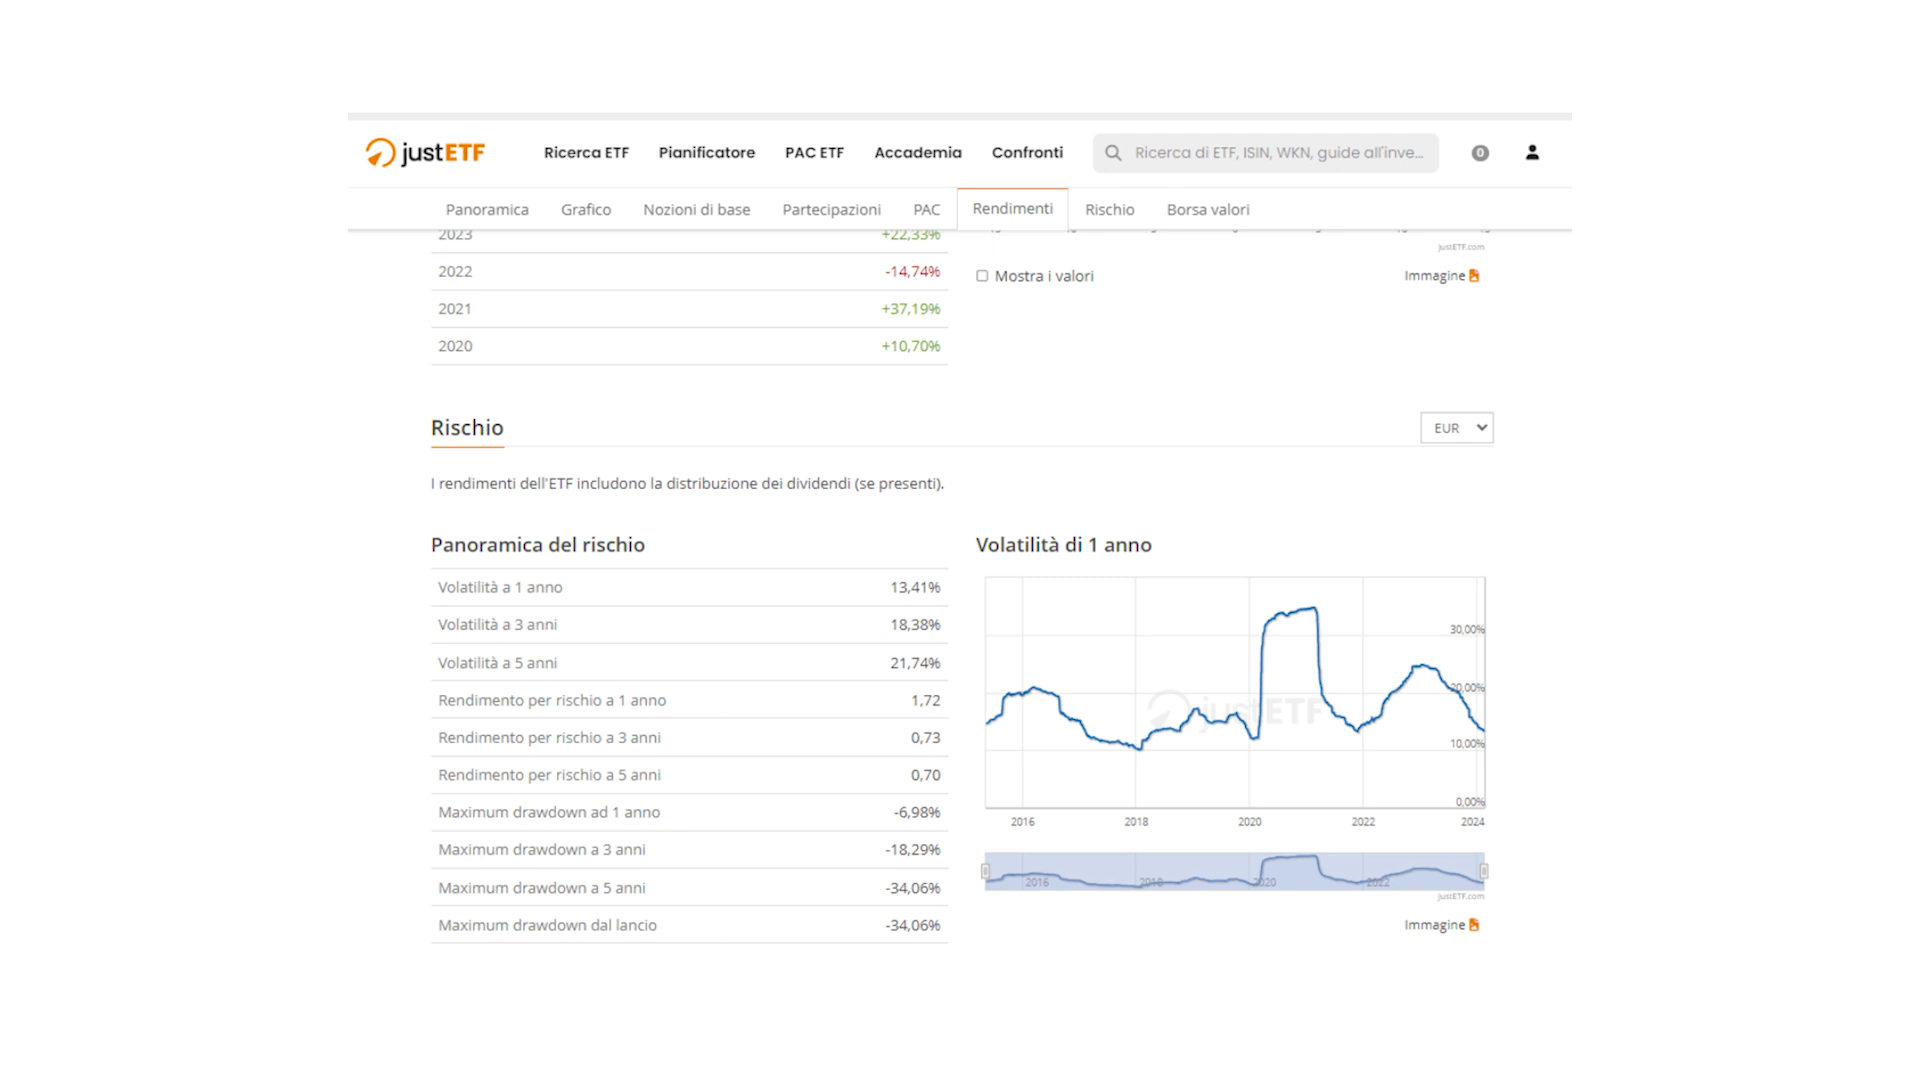 justETF
Ricerca ETF Pianificatore PAC ETF Accademia Confronti Ricerca di ETF, ISIN, WKN, guide all'inve... 0
Panoramica Grafico Nozioni di base Partecipazioni PAC Rendimenti Rischio Borsa valori
2023 +22,33%
justETF.com
2022 -14,74%
Mostra i valori Immagine
2021 +37,19%
2020 +10,70%
Rischio EUR
I rendimenti dell'ETF includono la distribuzione dei dividendi (se presenti).
Panoramica del rischio
Volatilità a 1 anno 13,41%
Volatilità a 3 anni 18,38%
Volatilità a 5 anni 21,74%
Rendimento per rischio a 1 anno 1,72
Rendimento per rischio a 3 anni 0,73
Rendimento per rischio a 5 anni 0,70
Maximum drawdown ad 1 anno -6,98%
Maximum drawdown a 3 anni -18,29%
Maximum drawdown a 5 anni -34,06%
Maximum drawdown dal lancio -34,06%
Volatilità di 1 anno
30,00%
20,00%
justETF
10,00%
0,00%
2016 2018 2020 2022 2024
2016 2018 2020 2022
justETF.com
Immagine